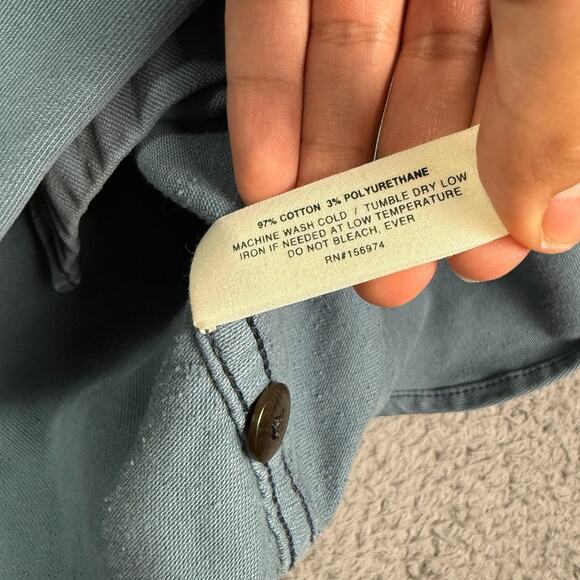 97% COTTON 3% POLYURETHANE
MACHINE WASH COLD / TUMBLE DRY LOW
IRON IF NEEDED AT LOW TEMPERATURE
DO NOT BLEACH, EVER
RN#156974